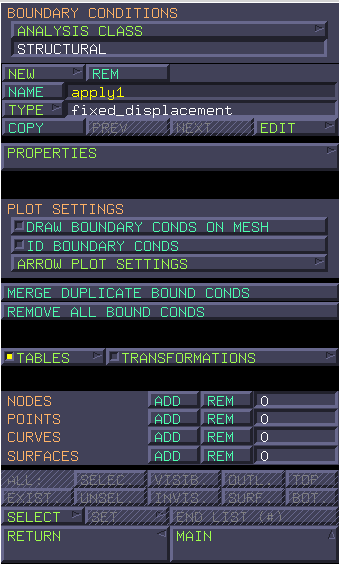 BOUNDARY CONDITIONS
ANALYSIS CLASS
STRUCTURAL
NEW REM
NAME apply1
TYPE fixed_displacement
COPY PREV NEXT EDIT
PROPERTIES
PLOT SETTINGS
DRAW BOUNDARY CONDS ON MESH
ID BOUNDARY CONDS
ARROW PLOT SETTINGS
MERGE DUPLICATE BOUND CONDS
REMOVE ALL BOUND CONDS
TABLES TRANSFORMATIONS
NODES ADD REM 0
POINTS ADD REM 0
CURVES ADD REM 0
SURFACES ADD REM 0
ALL: SELEC. VISIB. OUTL. TOP
EXIST. UNSEL. INVIS. SURF. BOT.
SELECT SET END LIST (#)
RETURN MAIN